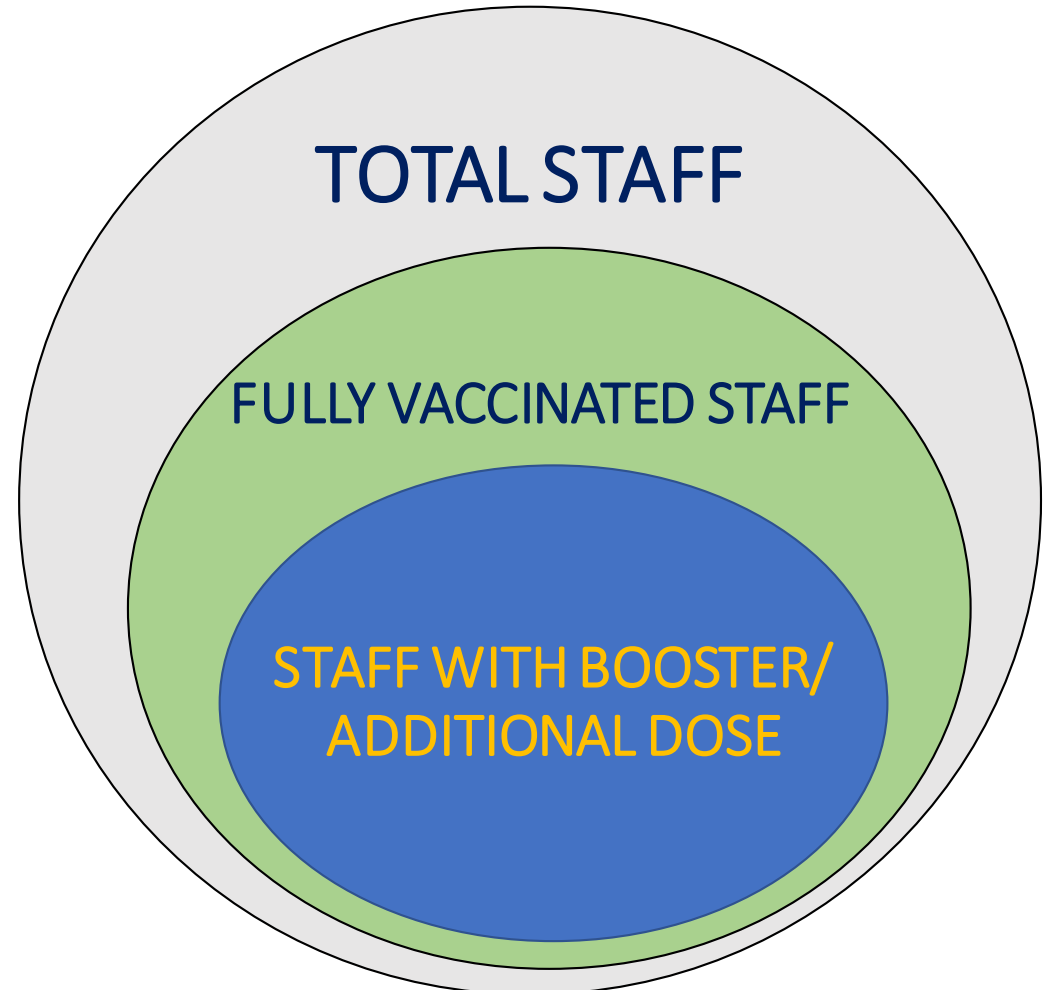 TOTAL STAFF
FULLY VACCINATED STAFF
STAFF WITH BOOSTER/
ADDITIONAL DOSE